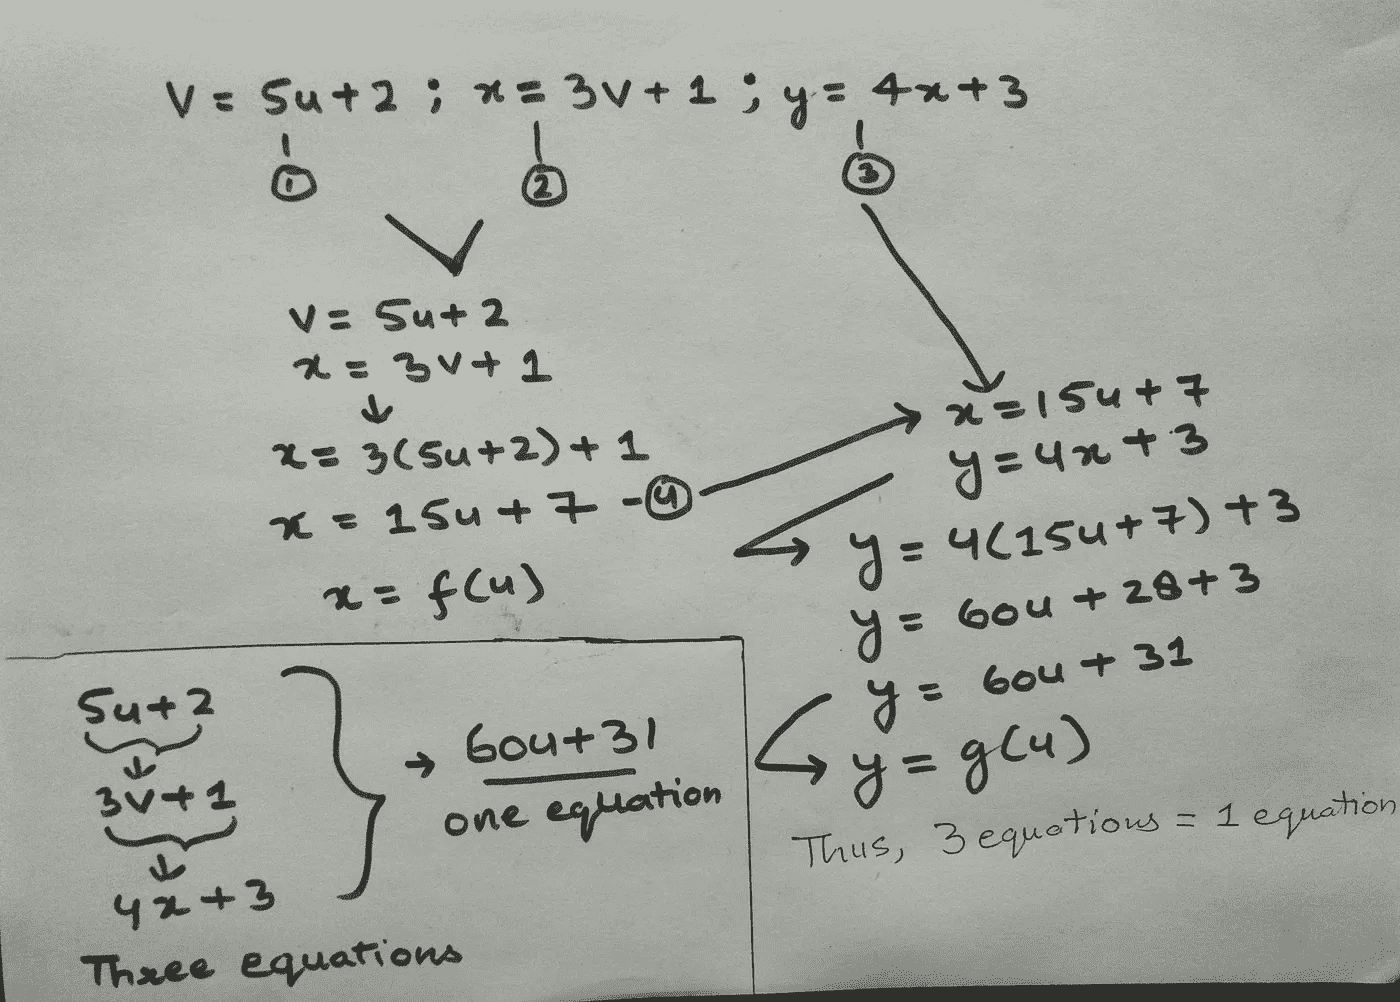 v = 5u+2 ; x = 3v+1 ; y = 4x+3
① ② ③
v = 5u+2
x = 3v+1
x = 3(5u+2)+1
x = 15u+7 -④
x = f(u)
x = 15u+7
y = 4x+3
y = 4(15u+7)+3
y = 60u+28+3
y = 60u+31
y = g(u)
Thus, 3 equations = 1 equation
5u+2
3v+1
4x+3
Three equations
→ 60u+31
one equation